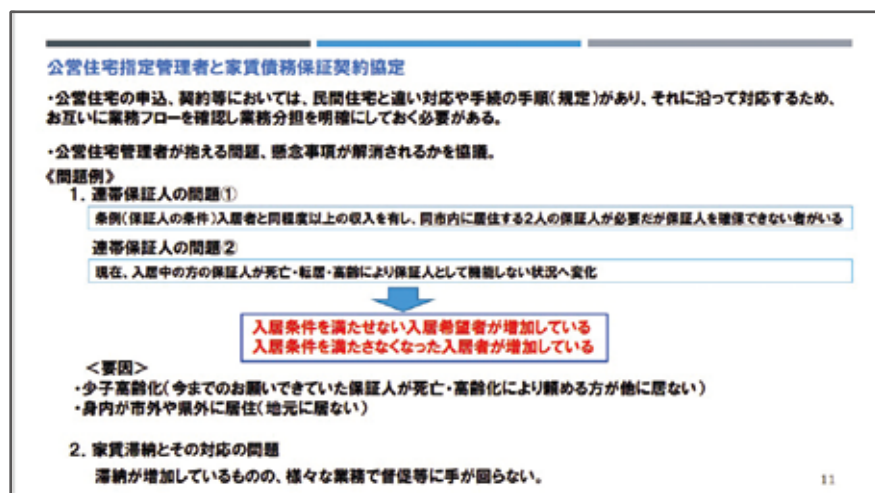 公営住宅指定管理者と家賃債務保証契約協定
・公営住宅の申込、契約等においては、民間住宅と違い対応や手続の手順(規定)があり、それに沿って対応するため、
お互いに業務フローを確認し業務分担を明確にしておく必要がある。
・公営住宅管理者が抱える問題、懸念事項が解消されるかを協議。
《問題例》
1. 連帯保証人の問題①
条例(保証人の条件)入居者と同程度以上の収入を有し、同市内に居住する2人の保証人が必要だが保証人を確保できない者がいる
連帯保証人の問題②
現在、入居中の方の保証人が死亡・転居・高齢により保証人として機能しない状況へ変化
入居条件を満たせない入居希望者が増加している
入居条件を満たさなくなった入居者が増加している
＜要因＞
・少子高齢化(今までのお願いできていた保証人が死亡・高齢化により頼める方が他に居ない)
・身内が市外や県外に居住(地元に居ない)
2. 家賃滞納とその対応の問題
滞納が増加しているものの、様々な業務で督促等に手が回らない。
11